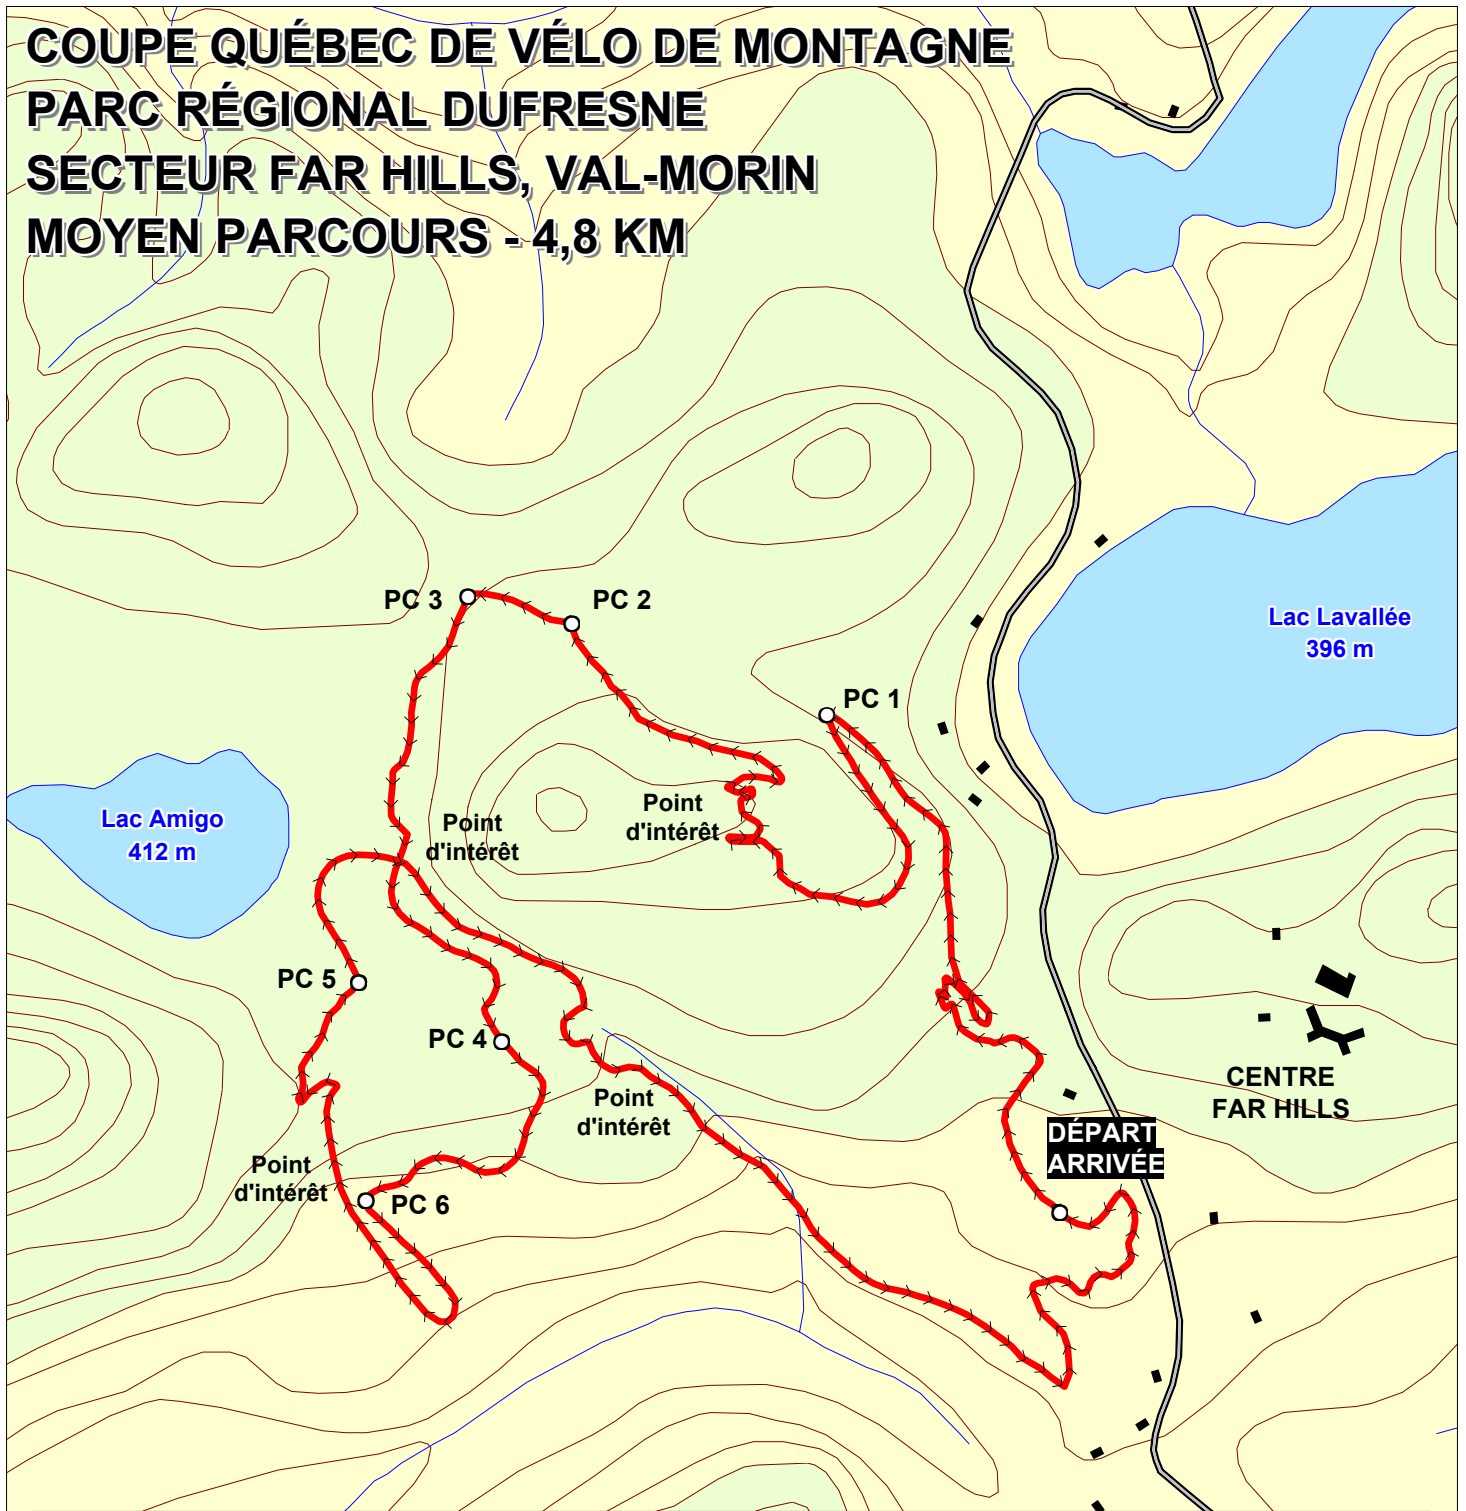 COUPE QUÉBEC DE VÉLO DE MONTAGNE
PARC RÉGIONAL DUFRESNE
SECTEUR FAR HILLS, VAL-MORIN
MOYEN PARCOURS - 4,8 KM
PC 3
PC 2
Lac Lavallée
396 m
PC 1
Point
d'intérêt
Lac Amigo
412 m
Point
d'intérêt
PC 5
PC 4
CENTRE
FAR HILLS
Point
d'intérêt
DÉPART
ARRIVÉE
Point
d'intérêt
PC 6